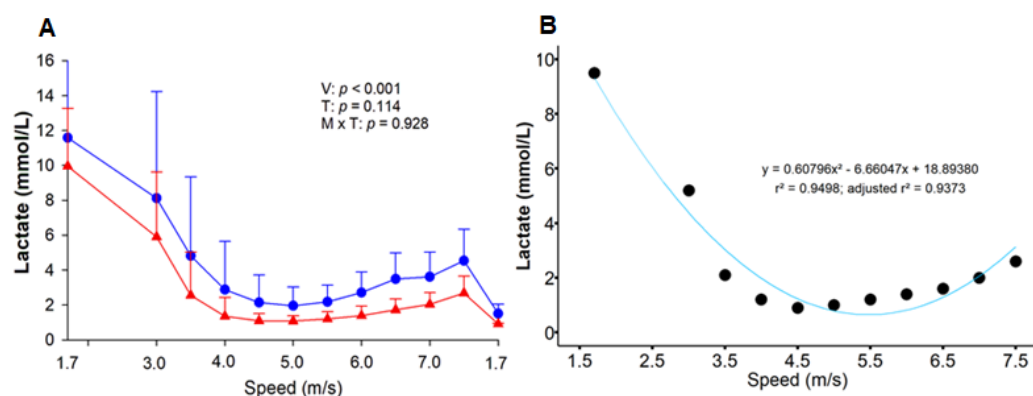 A
16
14
12
10
8
6
4
2
0
Lactate (mmol/L)
V: p < 0.001
T: p = 0.114
M x T: p = 0.928
1.7 3.0 4.0 5.0 6.0 7.0 1.7
Speed (m/s)
B
10
8
6
4
2
0
Lactate (mmol/L)
y = 0.60796x² - 6.66047x + 18.89380
r² = 0.9498; adjusted r² = 0.9373
1.5 2.5 3.5 4.5 5.5 6.5 7.5
Speed (m/s)